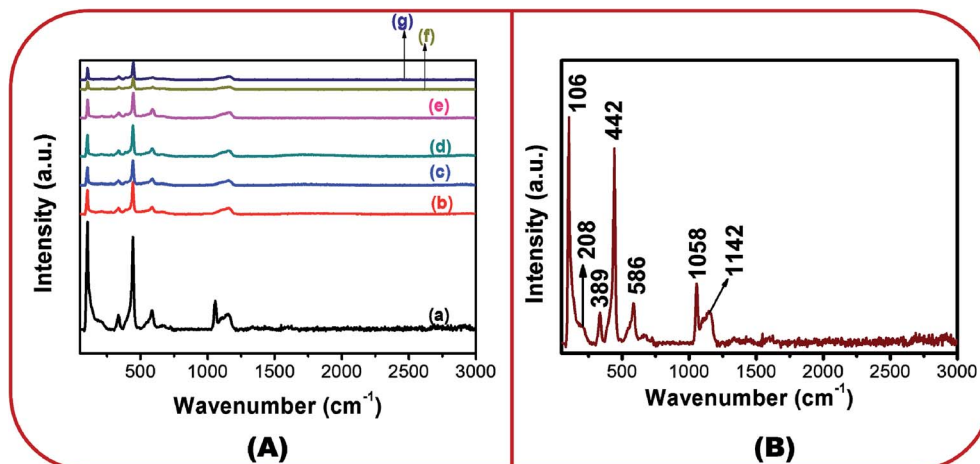 (g)
(f)
(e)
(d)
(c)
(b)
(a)
Intensity (a.u.)
500 1000 1500 2000 2500 3000
Wavenumber (cm-1)
(A)
106
442
208
389
586
1058
1142
Intensity (a.u.)
500 1000 1500 2000 2500 3000
Wavenumber (cm-1)
(B)